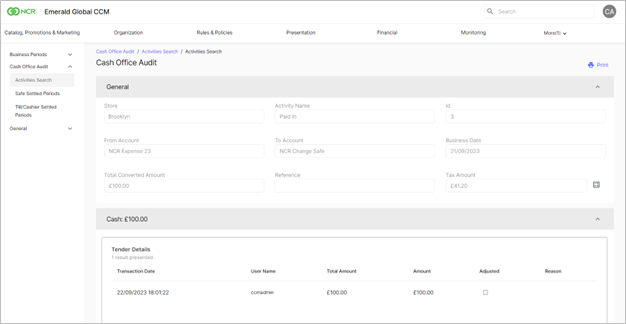 NCR Emerald Global CCM Search CA
Catalog, Promotions & Marketing Organization Rules & Policies Presentation Financial Monitoring More(1)
Business Periods
Cash Office Audit
Activities Search
Safe Settled Periods
Till/Cashier Settled
Periods
General
Cash Office Audit / Activities Search / Activities Search
Cash Office Audit
Print
General
Store Activity Name Id
Brooklyn Paid In 3
From Account To Account Business Date
NCR Expense 23 NCR Change Safe 21/09/2023
Total Converted Amount Reference Tax Amount
£100.00 £41.20
Cash: £100.00
Tender Details
1 result presented
Transaction Date User Name Total Amount Amount Adjusted Reason
22/09/2023 18:01:22 ccmadmin £100.00 £100.00